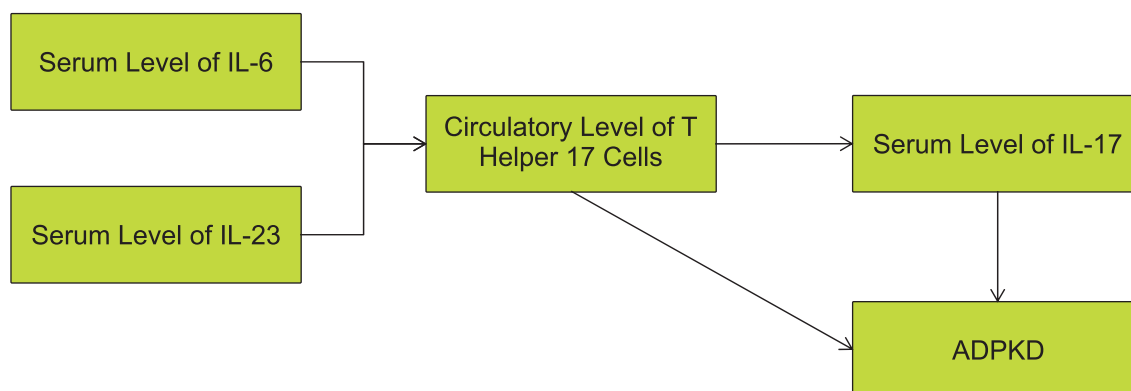 Serum Level of IL-6
Serum Level of IL-23
Circulatory Level of T
Helper 17 Cells
Serum Level of IL-17
ADPKD